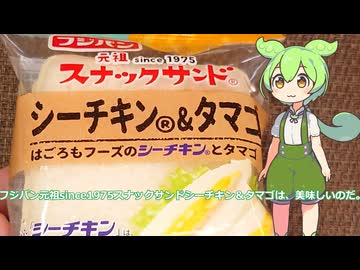 フジパン
元祖 since1975
スナックサンド®
シーチキン®&タマゴ
はごろもフーズのシーチキン®とタマゴ
フジパン元祖since1975スナックサンドシーチキン&タマゴは、美味しいのだ。
「シーチキン」は、